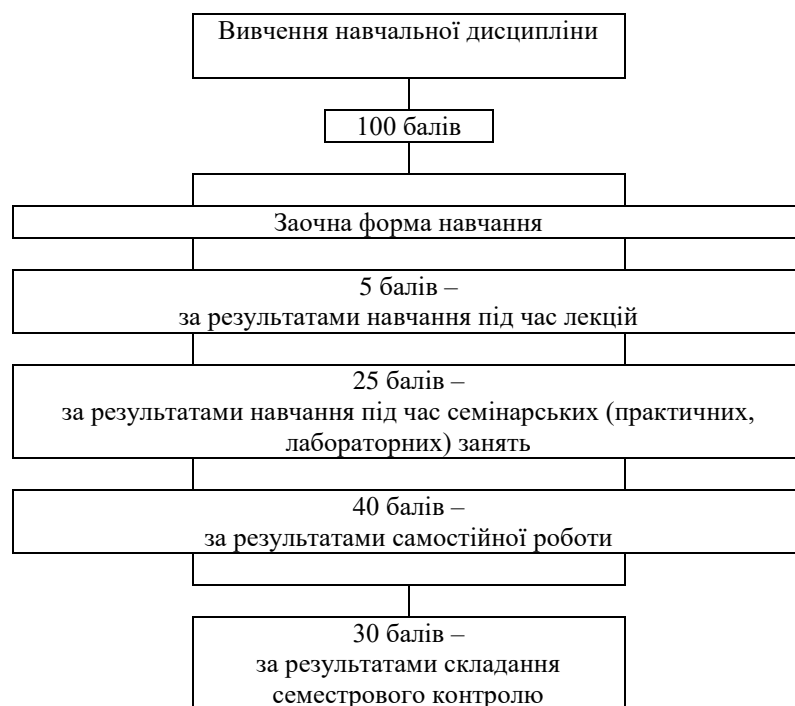 Вивчення навчальної дисципліни
100 балів
Заочна форма навчання
5 балів –
за результатами навчання під час лекцій
25 балів –
за результатами навчання під час семінарських (практичних,
лабораторних) занять
40 балів –
за результатами самостійної роботи
30 балів –
за результатами складання
семестрового контролю